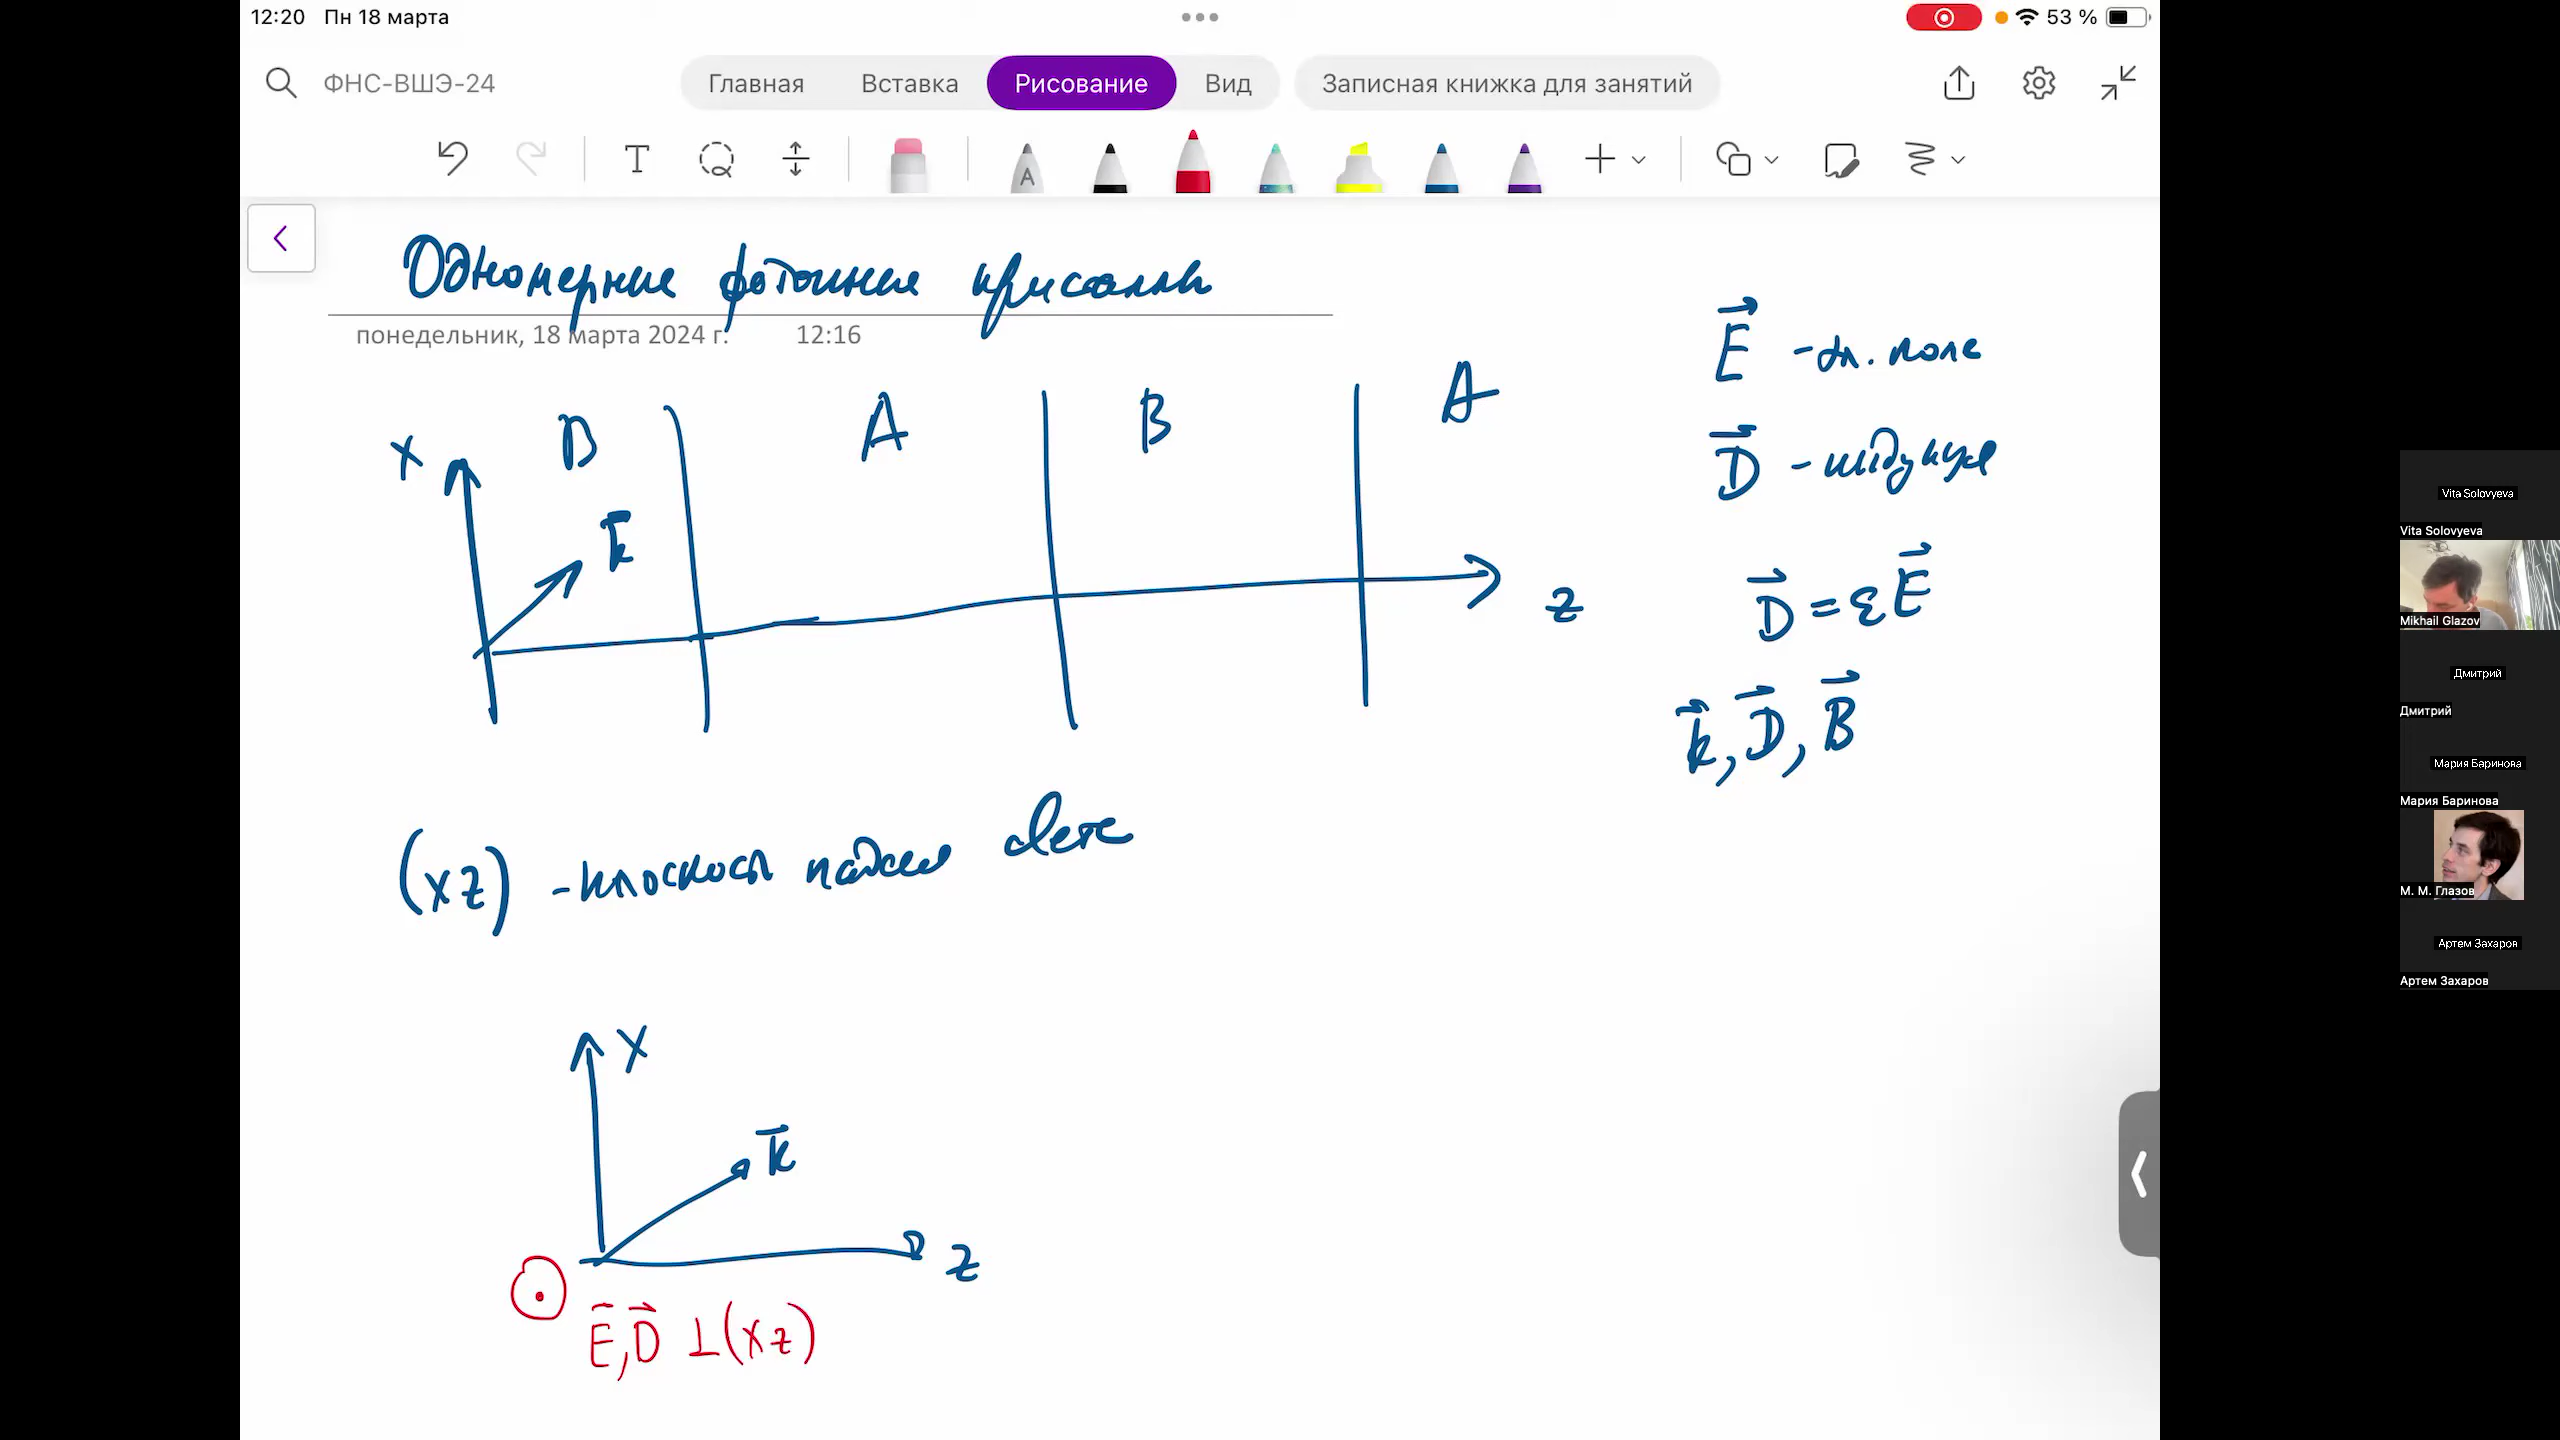 12:20 Пн 18 марта
53 %
ФНС-ВШЭ-24
Главная Вставка Рисование Вид Записная книжка для занятий
T A
Одномерные фотонные кристаллы
понедельник, 18 марта 2024 г. 12:16
x B A B A
k
z
E - эл. поле
D - индукция
D = εE
k, D, B
(xz) - плоскость падения света
x
k
z
E, D ⊥ (xz)
Vita Solovyeva
Vita Solovyeva
Mikhail Glazov
Дмитрий
Дмитрий
Мария Баринова
Мария Баринова
М. М. Глазов
Артем Захаров
Артем Захаров